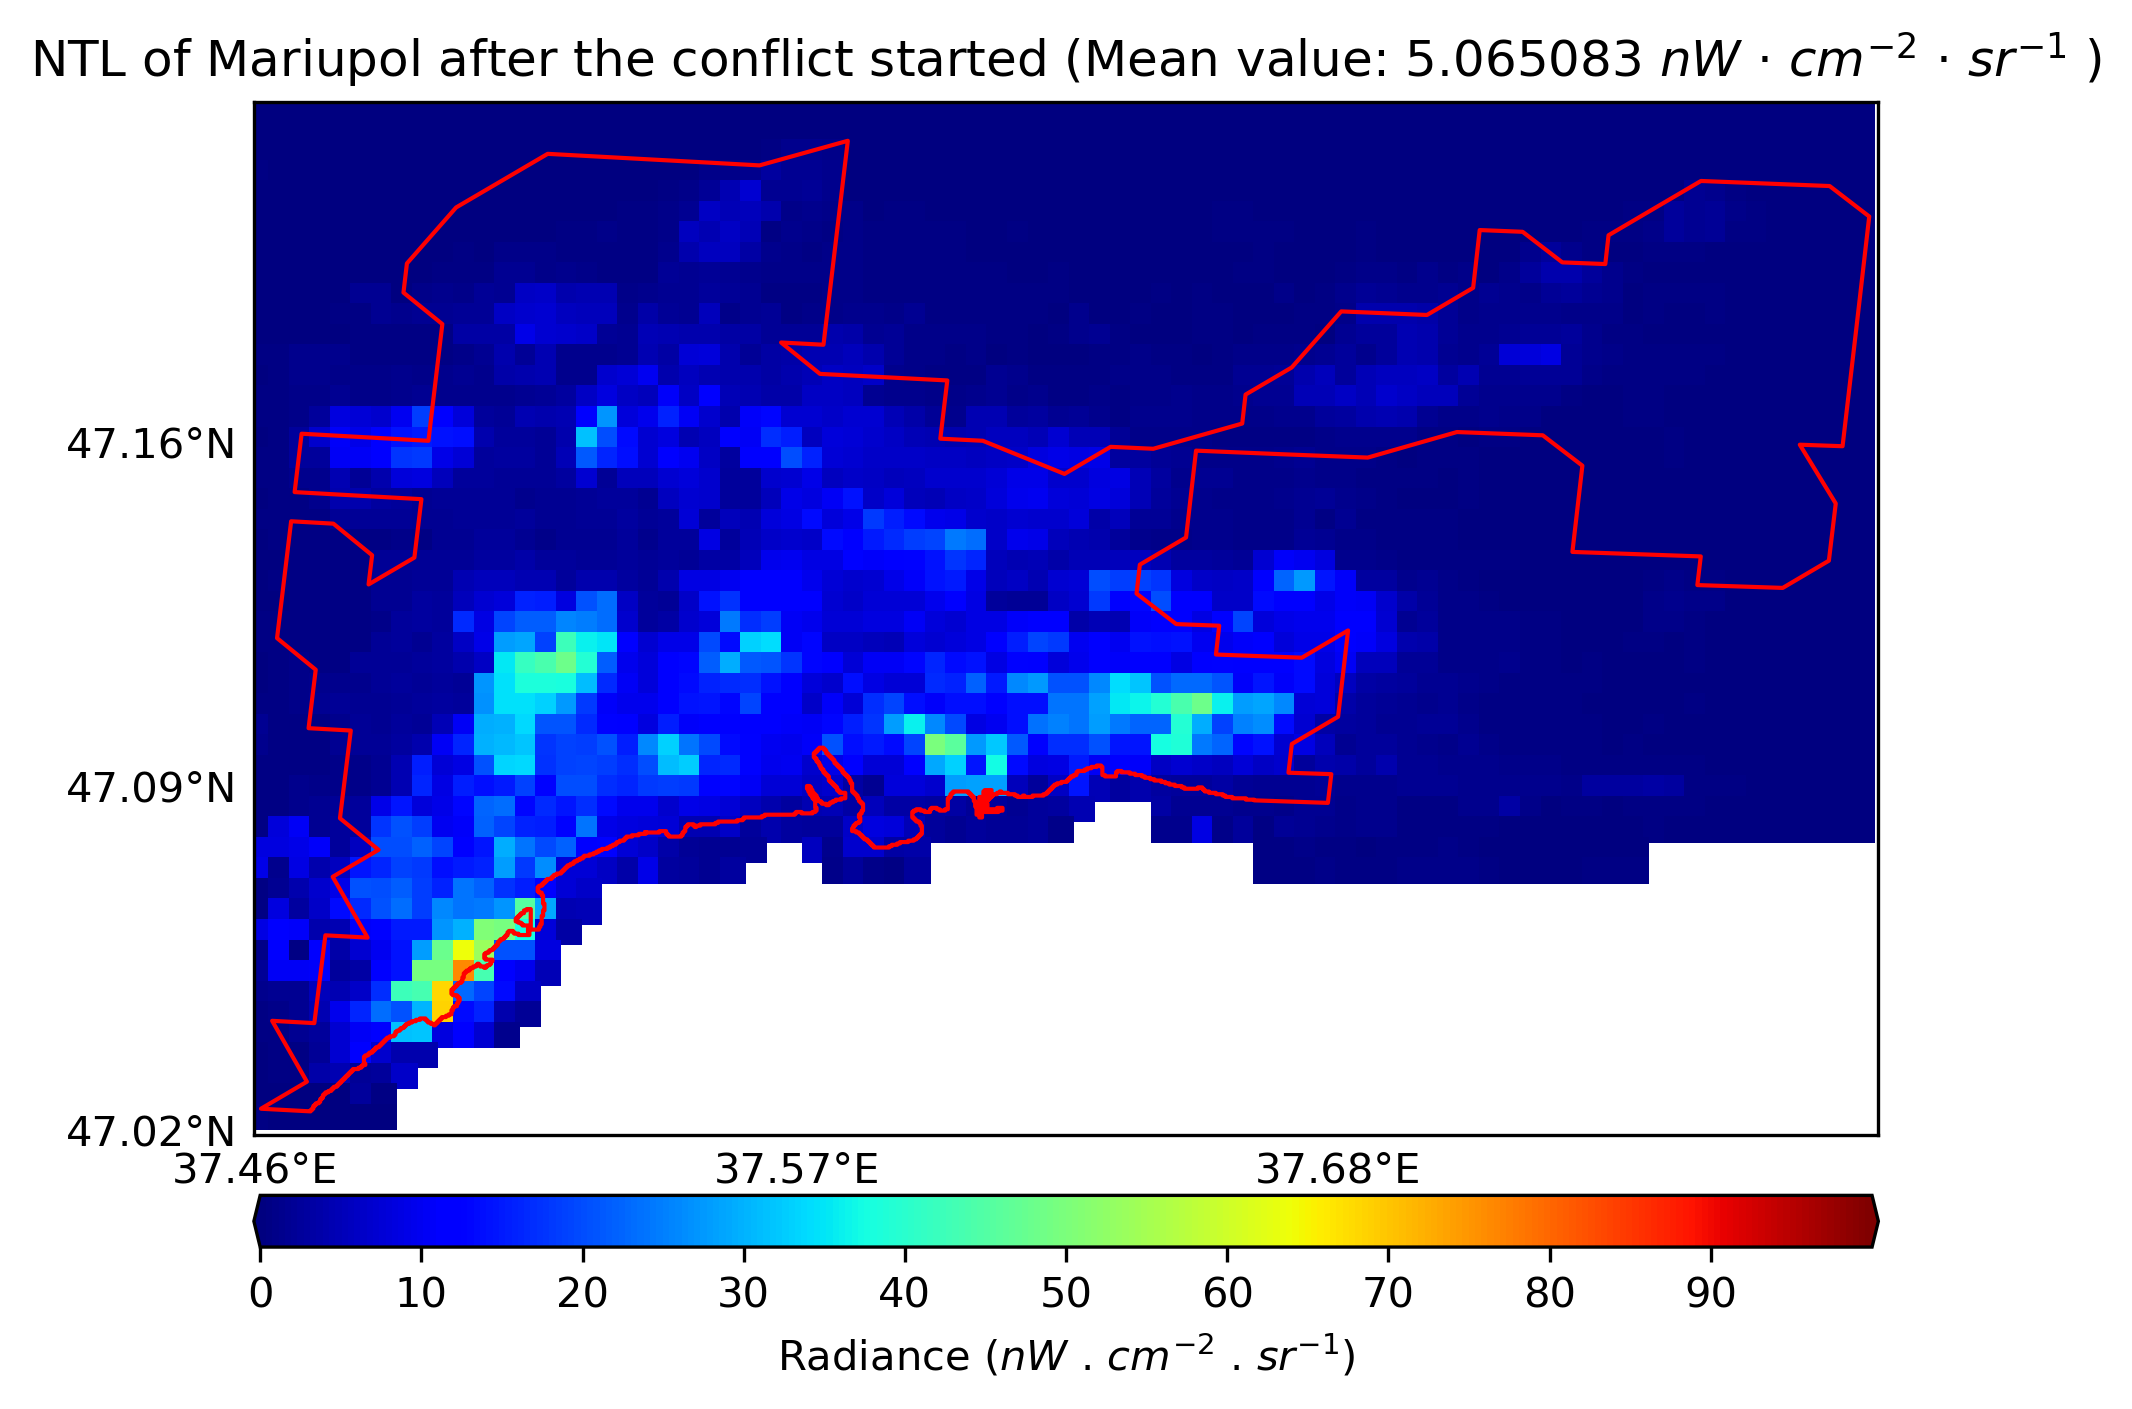 NTL of Mariupol after the conflict started (Mean value: 5.065083 nW · cm⁻² · sr⁻¹ )
47.16°N
47.09°N
47.02°N
37.46°E 37.57°E 37.68°E
0 10 20 30 40 50 60 70 80 90
Radiance (nW . cm⁻² . sr⁻¹)